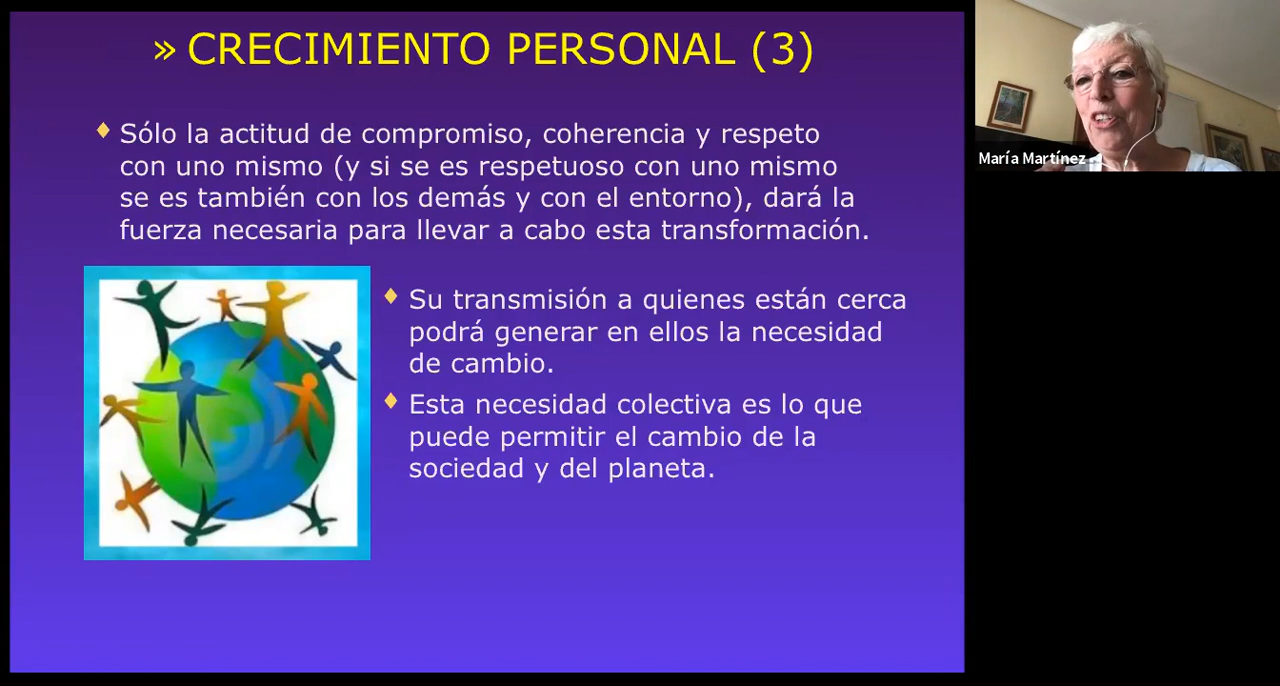 » CRECIMIENTO PERSONAL (3)
Sólo la actitud de compromiso, coherencia y respeto
con uno mismo (y si se es respetuoso con uno mismo
se es también con los demás y con el entorno), dará la
fuerza necesaria para llevar a cabo esta transformación.
Su transmisión a quienes están cerca
podrá generar en ellos la necesidad
de cambio.
Esta necesidad colectiva es lo que
puede permitir el cambio de la
sociedad y del planeta.
María Martínez